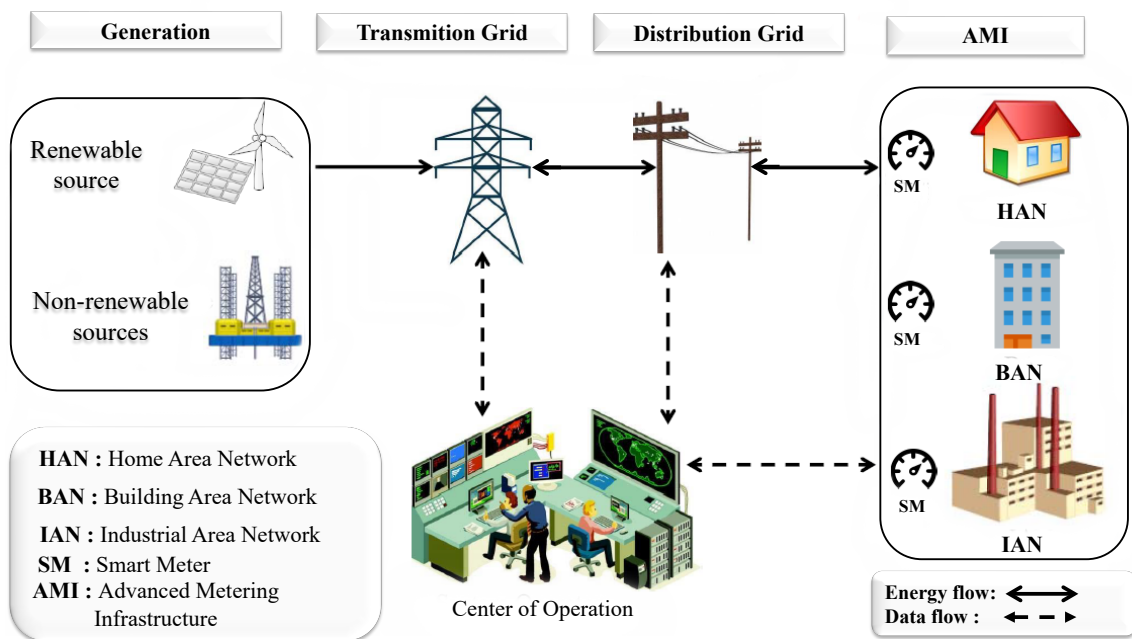 Generation
Transmition Grid
Distribution Grid
AMI
Renewable
source
Non-renewable
sources
SM
HAN
SM
BAN
SM
IAN
Center of Operation
HAN : Home Area Network
BAN : Building Area Network
IAN : Industrial Area Network
SM : Smart Meter
AMI : Advanced Metering
Infrastructure
Energy flow:
Data flow :